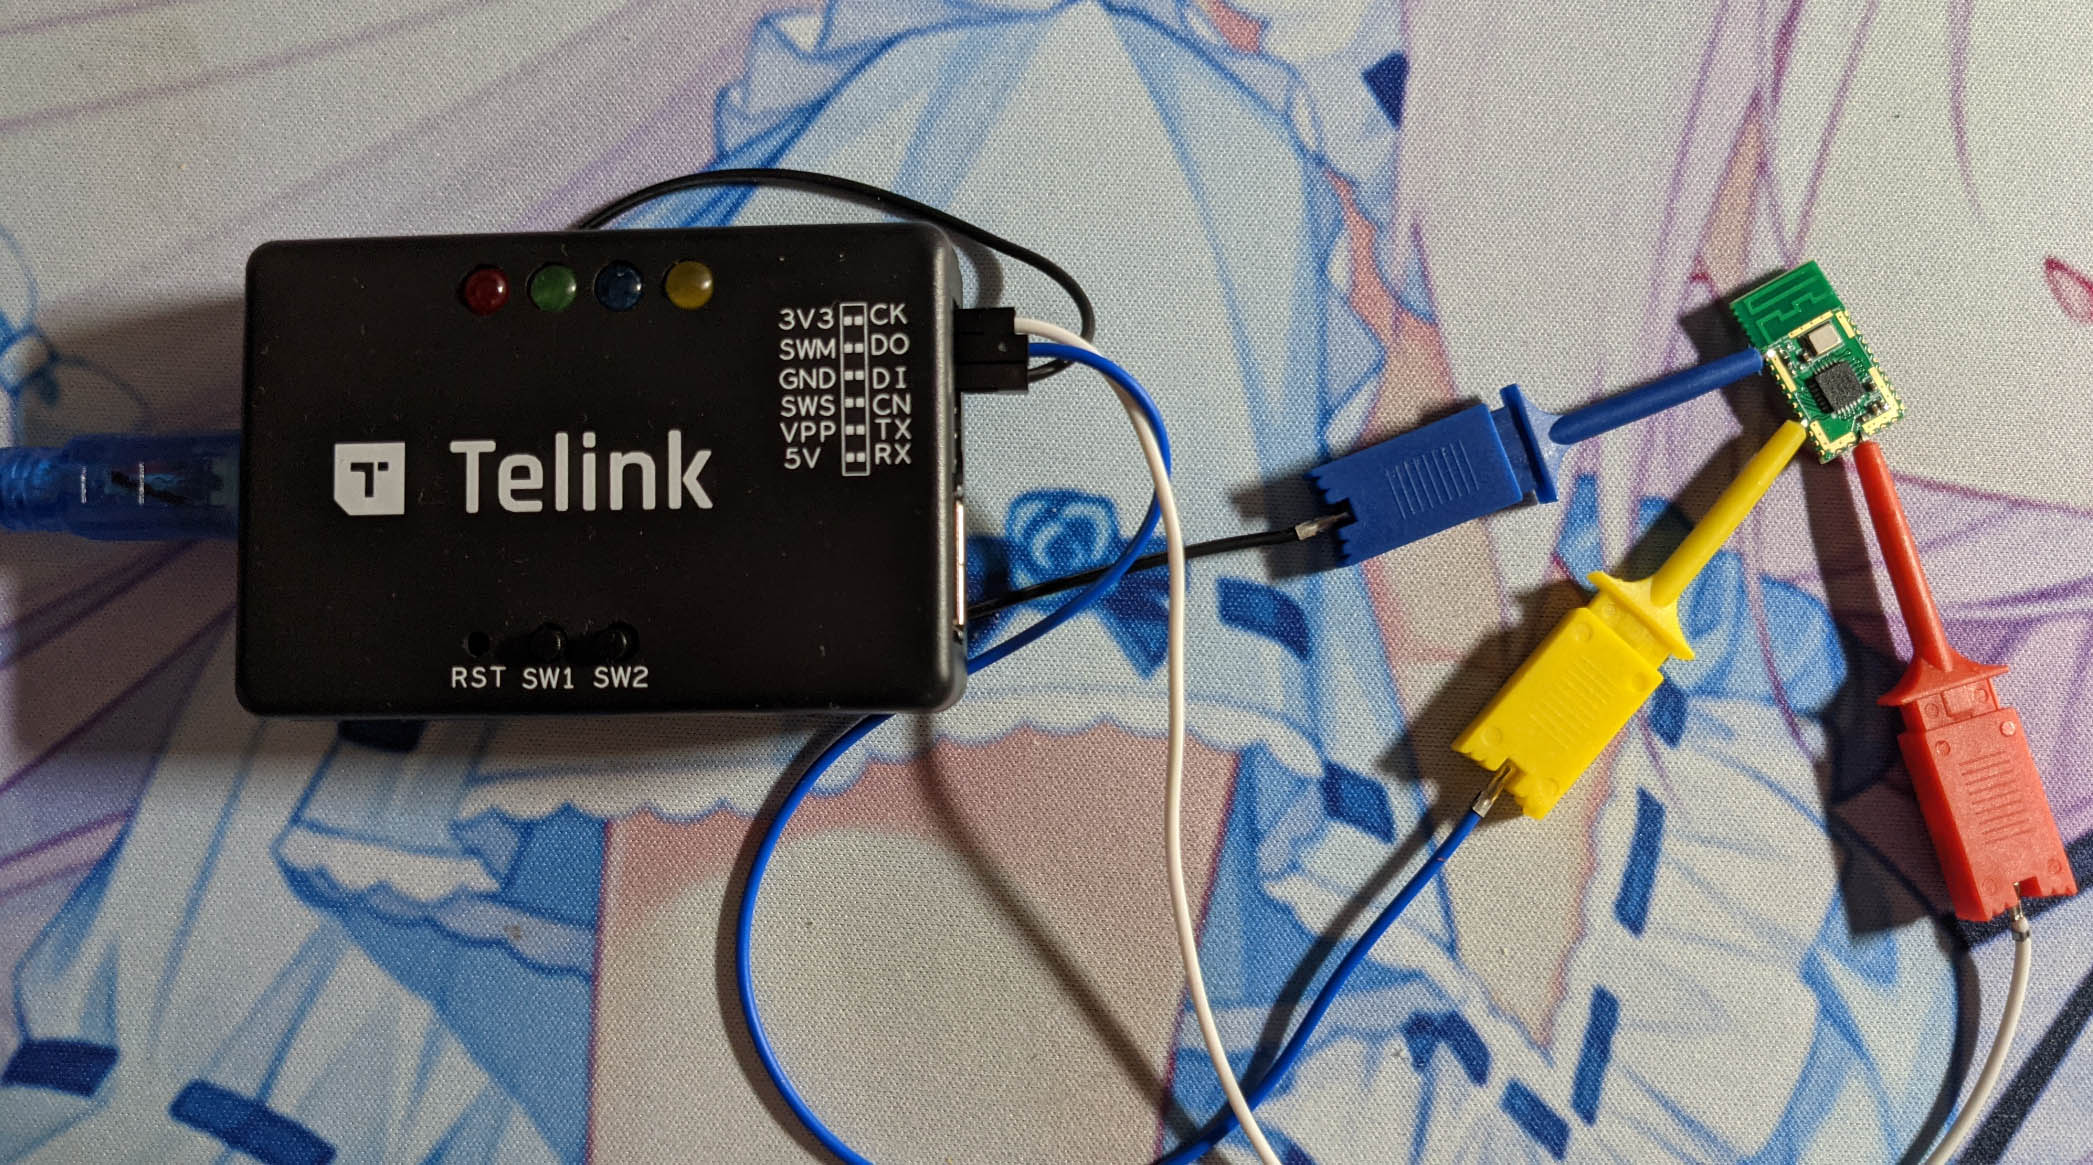 3V3 CK
SWM DO
GND DI
SWS CN
VPP TX
5V RX
T Telink
RST SW1 SW2